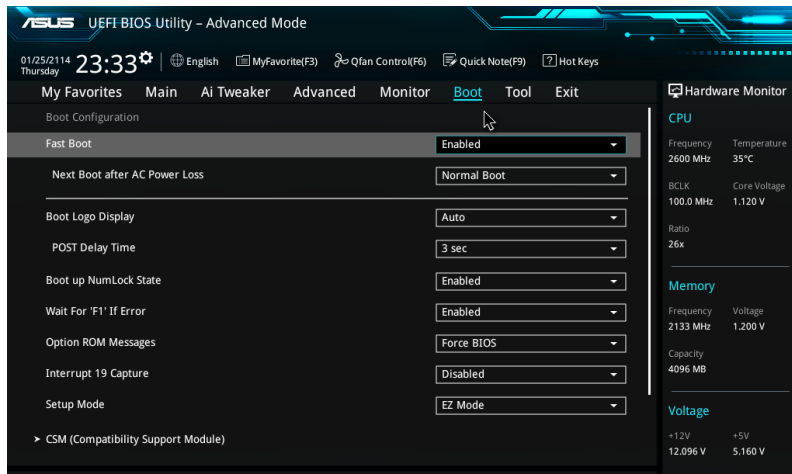 ASUS UEFI BIOS Utility – Advanced Mode
01/25/2114
Thursday
23:33
English
MyFavorite(F3)
Qfan Control(F6)
Quick Note(F9)
? Hot Keys
My Favorites Main Ai Tweaker Advanced Monitor Boot Tool Exit
Hardware Monitor
Boot Configuration
Fast Boot Enabled
Next Boot after AC Power Loss Normal Boot
Boot Logo Display Auto
POST Delay Time 3 sec
Boot up NumLock State Enabled
Wait For 'F1' If Error Enabled
Option ROM Messages Force BIOS
Interrupt 19 Capture Disabled
Setup Mode EZ Mode
CSM (Compatibility Support Module)
CPU
Frequency Temperature
2600 MHz 35°C
BCLK Core Voltage
100.0 MHz 1.120 V
Ratio
26x
Memory
Frequency Voltage
2133 MHz 1.200 V
Capacity
4096 MB
Voltage
+12V +5V
12.096 V 5.160 V